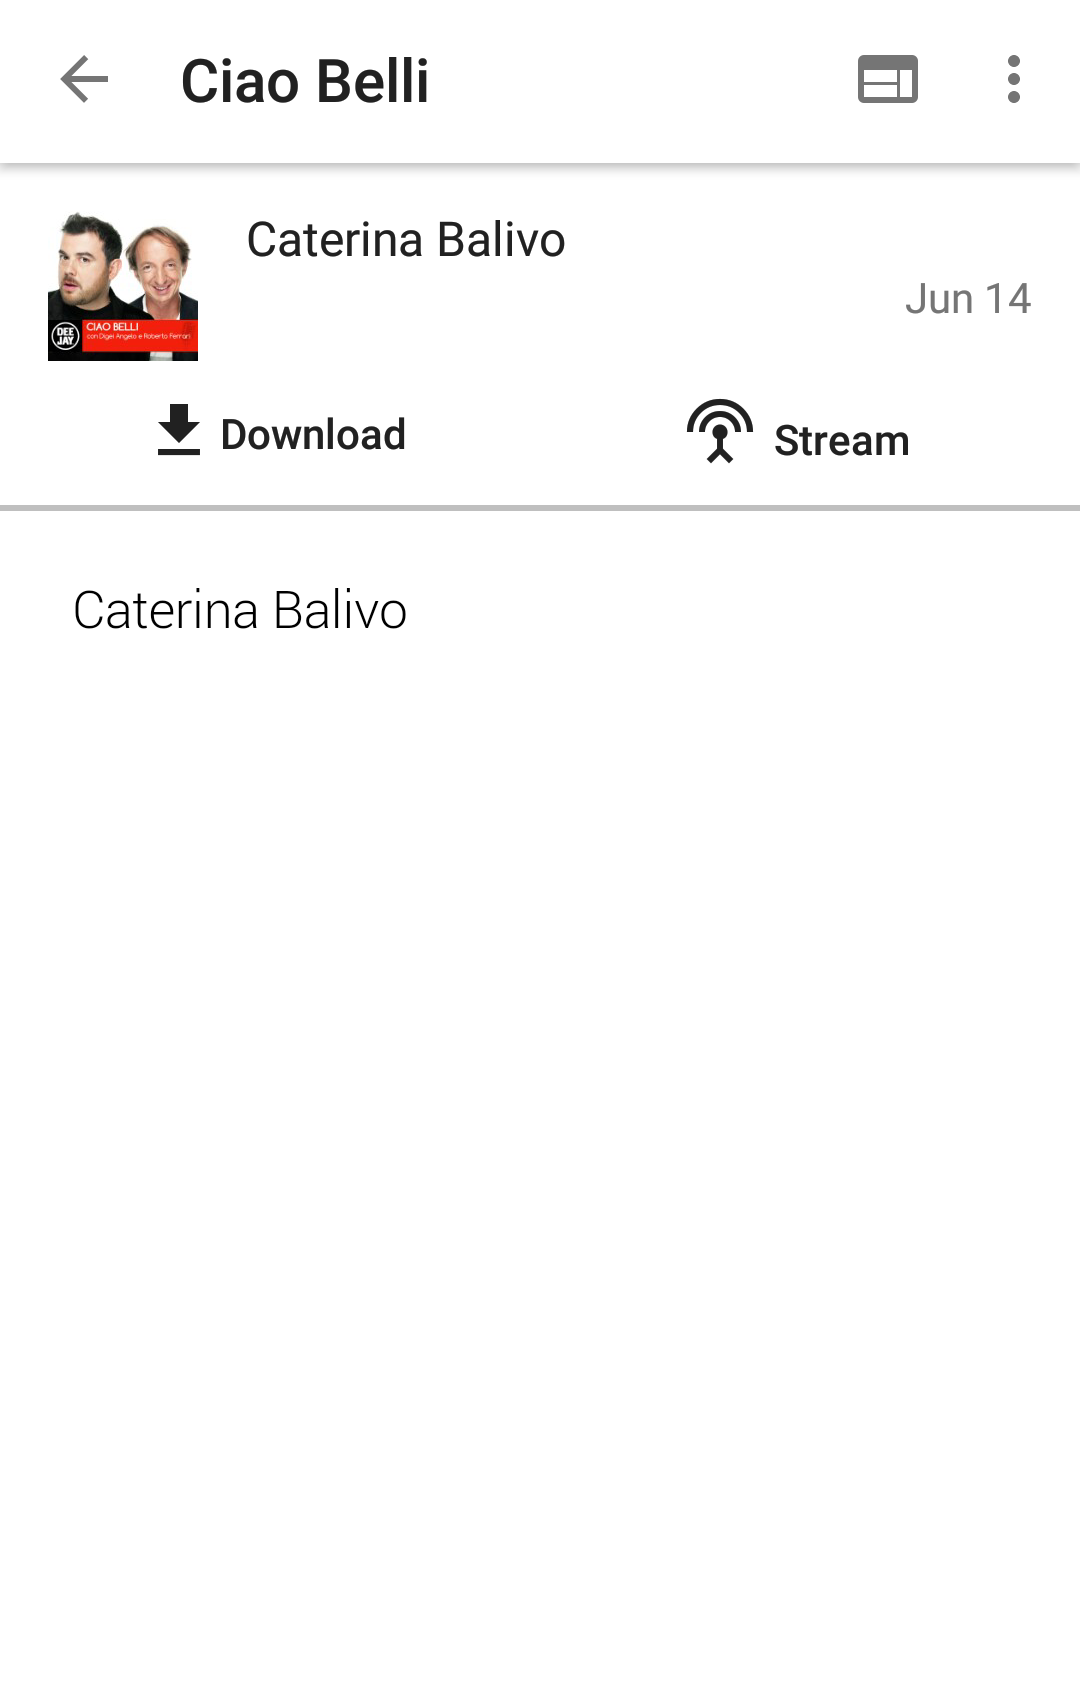 Ciao Belli
Caterina Balivo
Jun 14
DEE
JAY
CIAO BELLI
con Digei Angelo e Roberto Ferrari
Download
Stream
Caterina Balivo